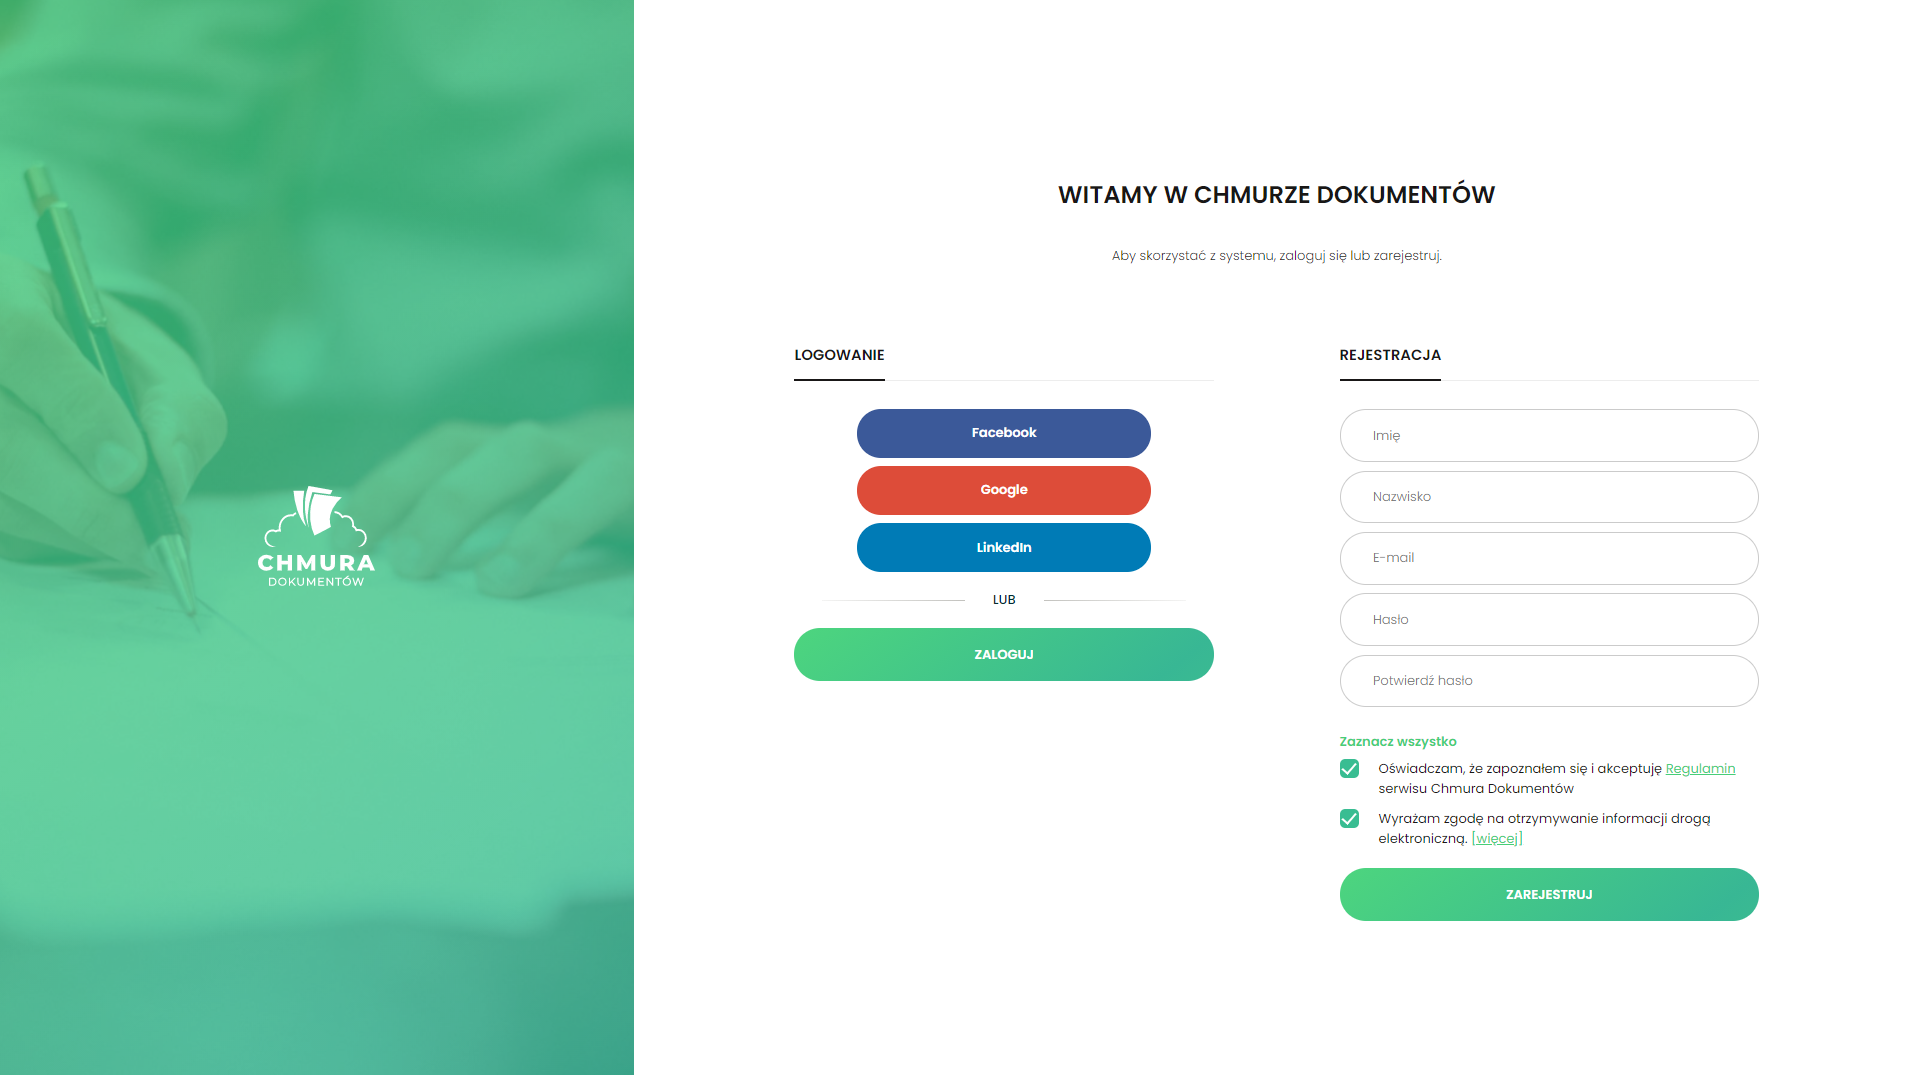 CHMURA
DOKUMENTÓW
WITAMY W CHMURZE DOKUMENTÓW
Aby skorzystać z systemu, zaloguj się lub zarejestruj.
LOGOWANIE
Facebook
Google
LinkedIn
LUB
ZALOGUJ
REJESTRACJA
Imię
Nazwisko
E-mail
Hasło
Potwierdź hasło
Zaznacz wszystko
Oświadczam, że zapoznałem się i akceptuję Regulamin
serwisu Chmura Dokumentów
Wyrażam zgodę na otrzymywanie informacji drogą
elektroniczną. [więcej]
ZAREJESTRUJ